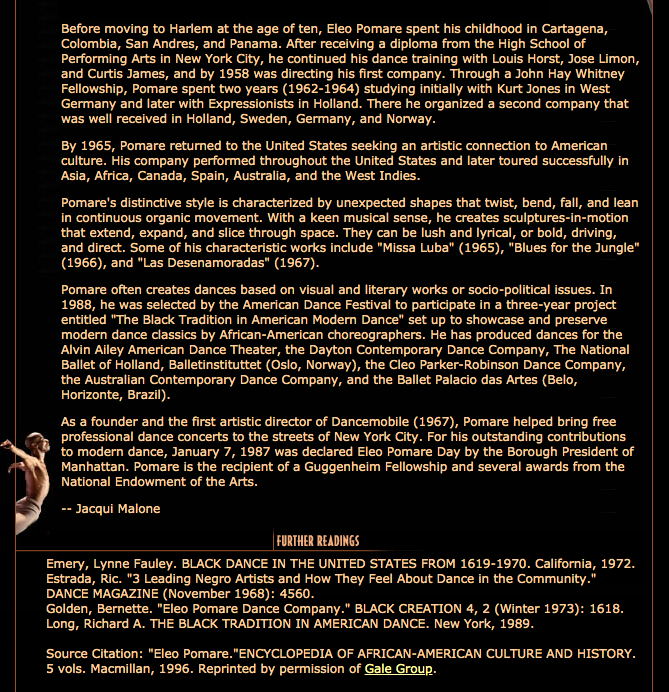 Before moving to Harlem at the age of ten, Eleo Pomare spent his childhood in Cartagena,
Colombia, San Andres, and Panama. After receiving a diploma from the High School of
Performing Arts in New York City, he continued his dance training with Louis Horst, Jose Limon,
and Curtis James, and by 1958 was directing his first company. Through a John Hay Whitney
Fellowship, Pomare spent two years (1962-1964) studying initially with Kurt Jones in West
Germany and later with Expressionists in Holland. There he organized a second company that
was well received in Holland, Sweden, Germany, and Norway.
By 1965, Pomare returned to the United States seeking an artistic connection to American
culture. His company performed throughout the United States and later toured successfully in
Asia, Africa, Canada, Spain, Australia, and the West Indies.
Pomare's distinctive style is characterized by unexpected shapes that twist, bend, fall, and lean
in continuous organic movement. With a keen musical sense, he creates sculptures-in-motion
that extend, expand, and slice through space. They can be lush and lyrical, or bold, driving,
and direct. Some of his characteristic works include "Missa Luba" (1965), "Blues for the Jungle"
(1966), and "Las Desenamoradas" (1967).
Pomare often creates dances based on visual and literary works or socio-political issues. In
1988, he was selected by the American Dance Festival to participate in a three-year project
entitled "The Black Tradition in American Modern Dance" set up to showcase and preserve
modern dance classics by African-American choreographers. He has produced dances for the
Alvin Ailey American Dance Theater, the Dayton Contemporary Dance Company, The National
Ballet of Holland, Balletinstituttet (Oslo, Norway), the Cleo Parker-Robinson Dance Company,
the Australian Contemporary Dance Company, and the Ballet Palacio das Artes (Belo,
Horizonte, Brazil).
As a founder and the first artistic director of Dancemobile (1967), Pomare helped bring free
professional dance concerts to the streets of New York City. For his outstanding contributions
to modern dance, January 7, 1987 was declared Eleo Pomare Day by the Borough President of
Manhattan. Pomare is the recipient of a Guggenheim Fellowship and several awards from the
National Endowment of the Arts.
-- Jacqui Malone
FURTHER READINGS
Emery, Lynne Fauley. BLACK DANCE IN THE UNITED STATES FROM 1619-1970. California, 1972.
Estrada, Ric. "3 Leading Negro Artists and How They Feel About Dance in the Community."
DANCE MAGAZINE (November 1968): 4560.
Golden, Bernette. "Eleo Pomare Dance Company." BLACK CREATION 4, 2 (Winter 1973): 1618.
Long, Richard A. THE BLACK TRADITION IN AMERICAN DANCE. New York, 1989.
Source Citation: "Eleo Pomare."ENCYCLOPEDIA OF AFRICAN-AMERICAN CULTURE AND HISTORY.
5 vols. Macmillan, 1996. Reprinted by permission of Gale Group.